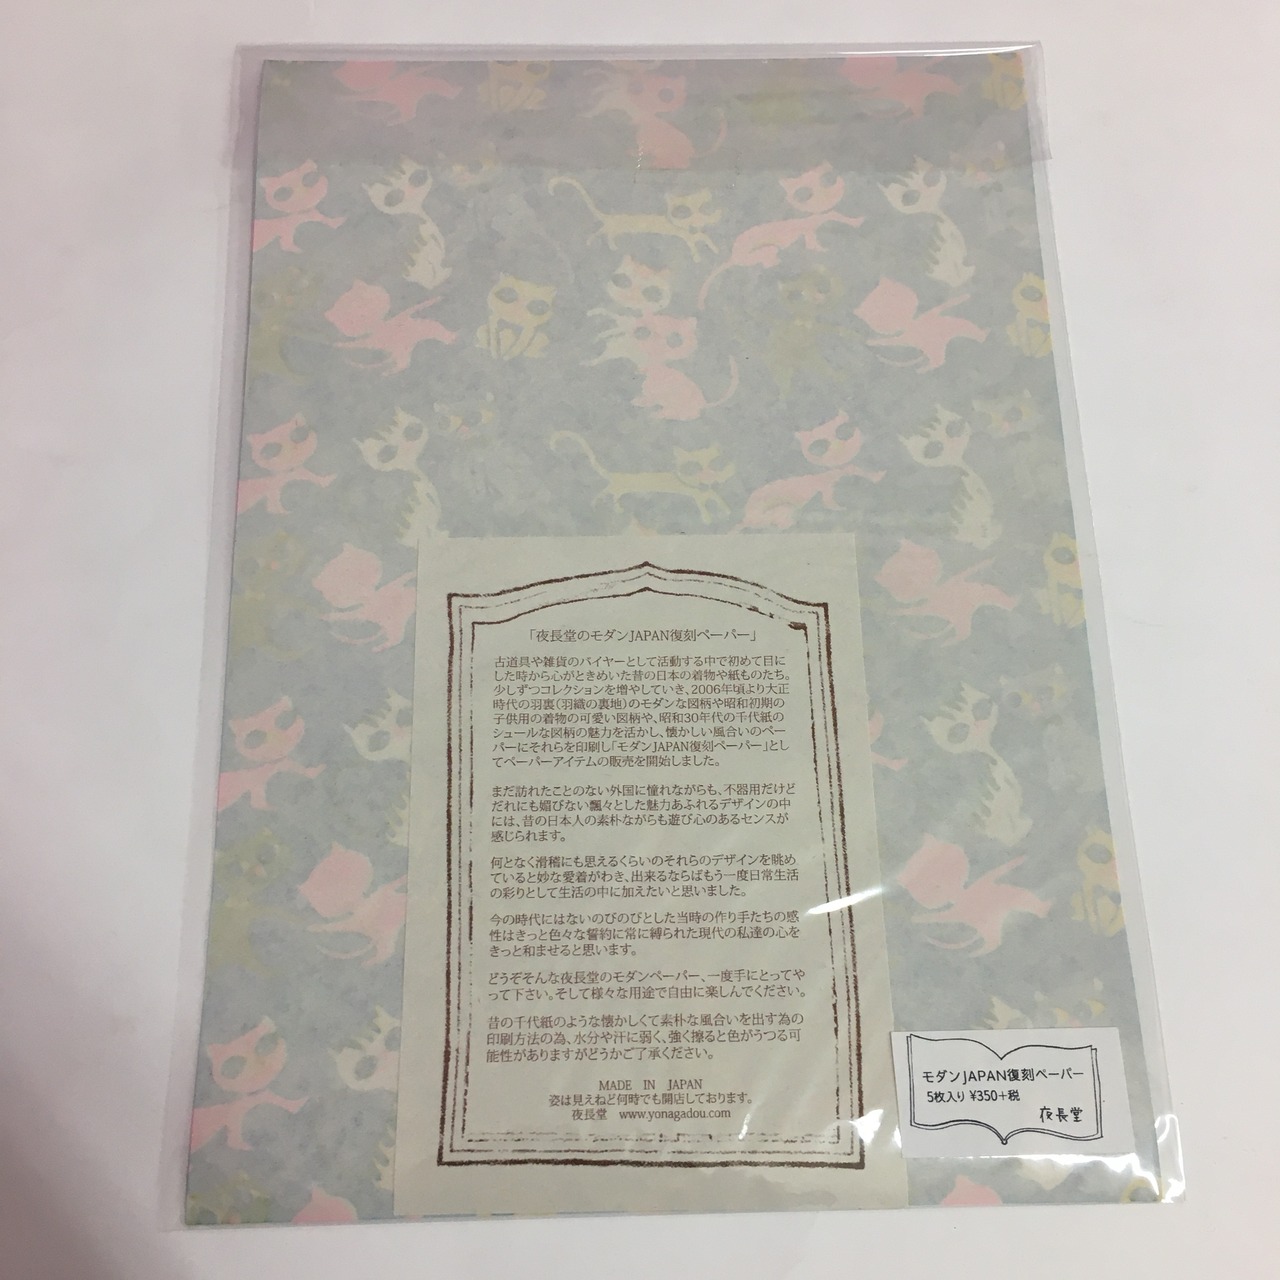 「夜長堂のモダンJAPAN復刻ペーパー」
古道具や雑貨のバイヤーとして活動する中で初めて目に
した時から心がときめいた昔の日本の着物や紙ものたち。
少しずつコレクションを増やしていき、2006年頃より大正
時代の羽裏(羽織の裏地)のモダンな図柄や昭和初期の
子供用の着物の可愛い図柄や、昭和30年代の千代紙の
シュールな図柄の魅力を活かし、懐かしい風合いのペー
パーにそれらを印刷し「モダンJAPAN復刻ペーパー」とし
てペーパーアイテムの販売を開始しました。
まだ訪れたことのない外国に憧れながらも、不器用だけど
だれにも媚びない飄々とした魅力あふれるデザインの中
には、昔の日本人の素朴ながらも遊び心のあるセンスが
感じられます。
何となく滑稽にも思えるくらいのそれらのデザインを眺め
ていると妙な愛着がわき、出来るならばもう一度日常生活
の彩りとして生活の中に加えたいと思いました。
今の時代にはないのびのびとした当時の作り手たちの感
性はきっと色々な誓約に常に縛られた現代の私達の心を
きっと和ませると思います。
どうぞそんな夜長堂のモダンペーパー、一度手にとってや
って下さい。そして様々な用途で自由に楽しんでください。
昔の千代紙のような懐かしくて素朴な風合いを出す為の
印刷方法の為、水分や汗に弱く、強く擦ると色がうつる可
能性がありますがどうかご了承ください。
MADE IN JAPAN
姿は見えねど何時でも開店しております。
夜長堂 www.yonagadou.com
モダンJAPAN復刻ペーパー
5枚入り ¥350+税
夜長堂